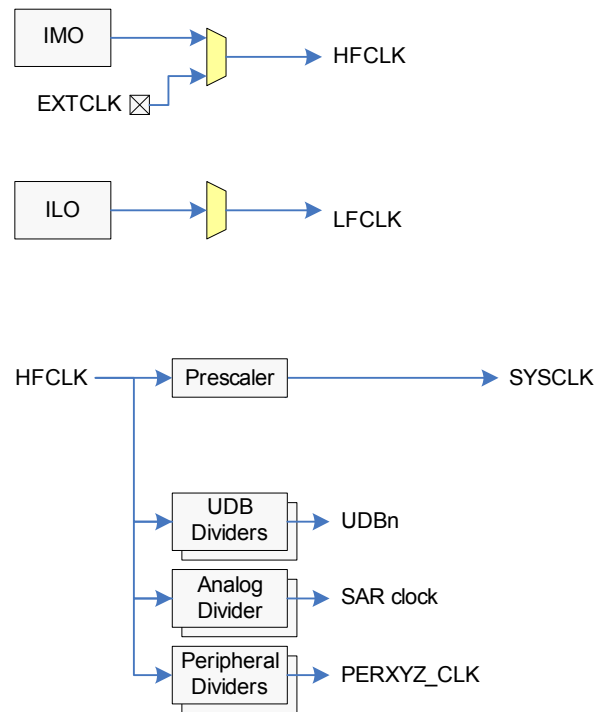 IMO
HFCLK
EXTCLK
ILO
LFCLK
HFCLK
Prescaler
SYSCLK
UDB
Dividers
UDBn
Analog
Divider
SAR clock
Peripheral
Dividers
PERXYZ_CLK